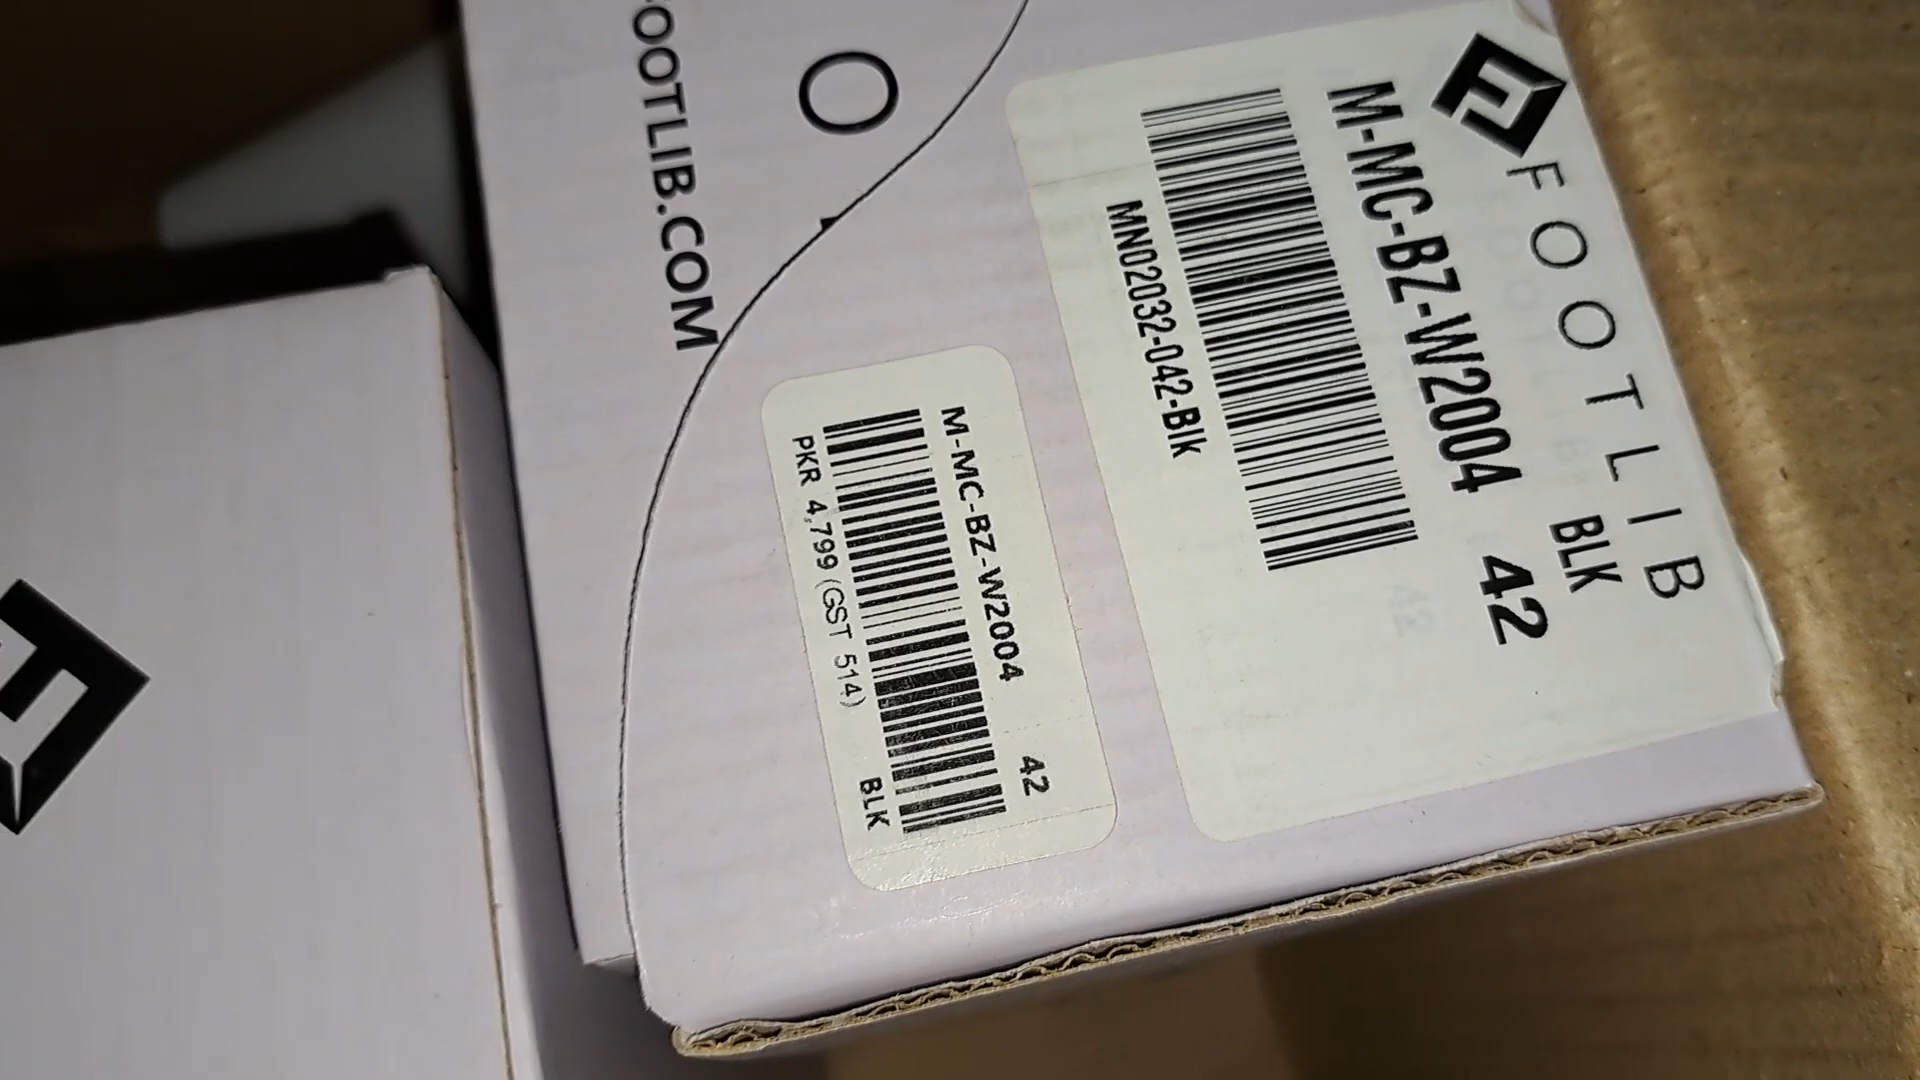 FOOTLIB
BLK
M-MC-BZ-W2004 42
MN02032-042-Blk
M-MC-BZ-W2004 42
PKR 4,799 (GST 514) BLK
O
OOTLIB.COM